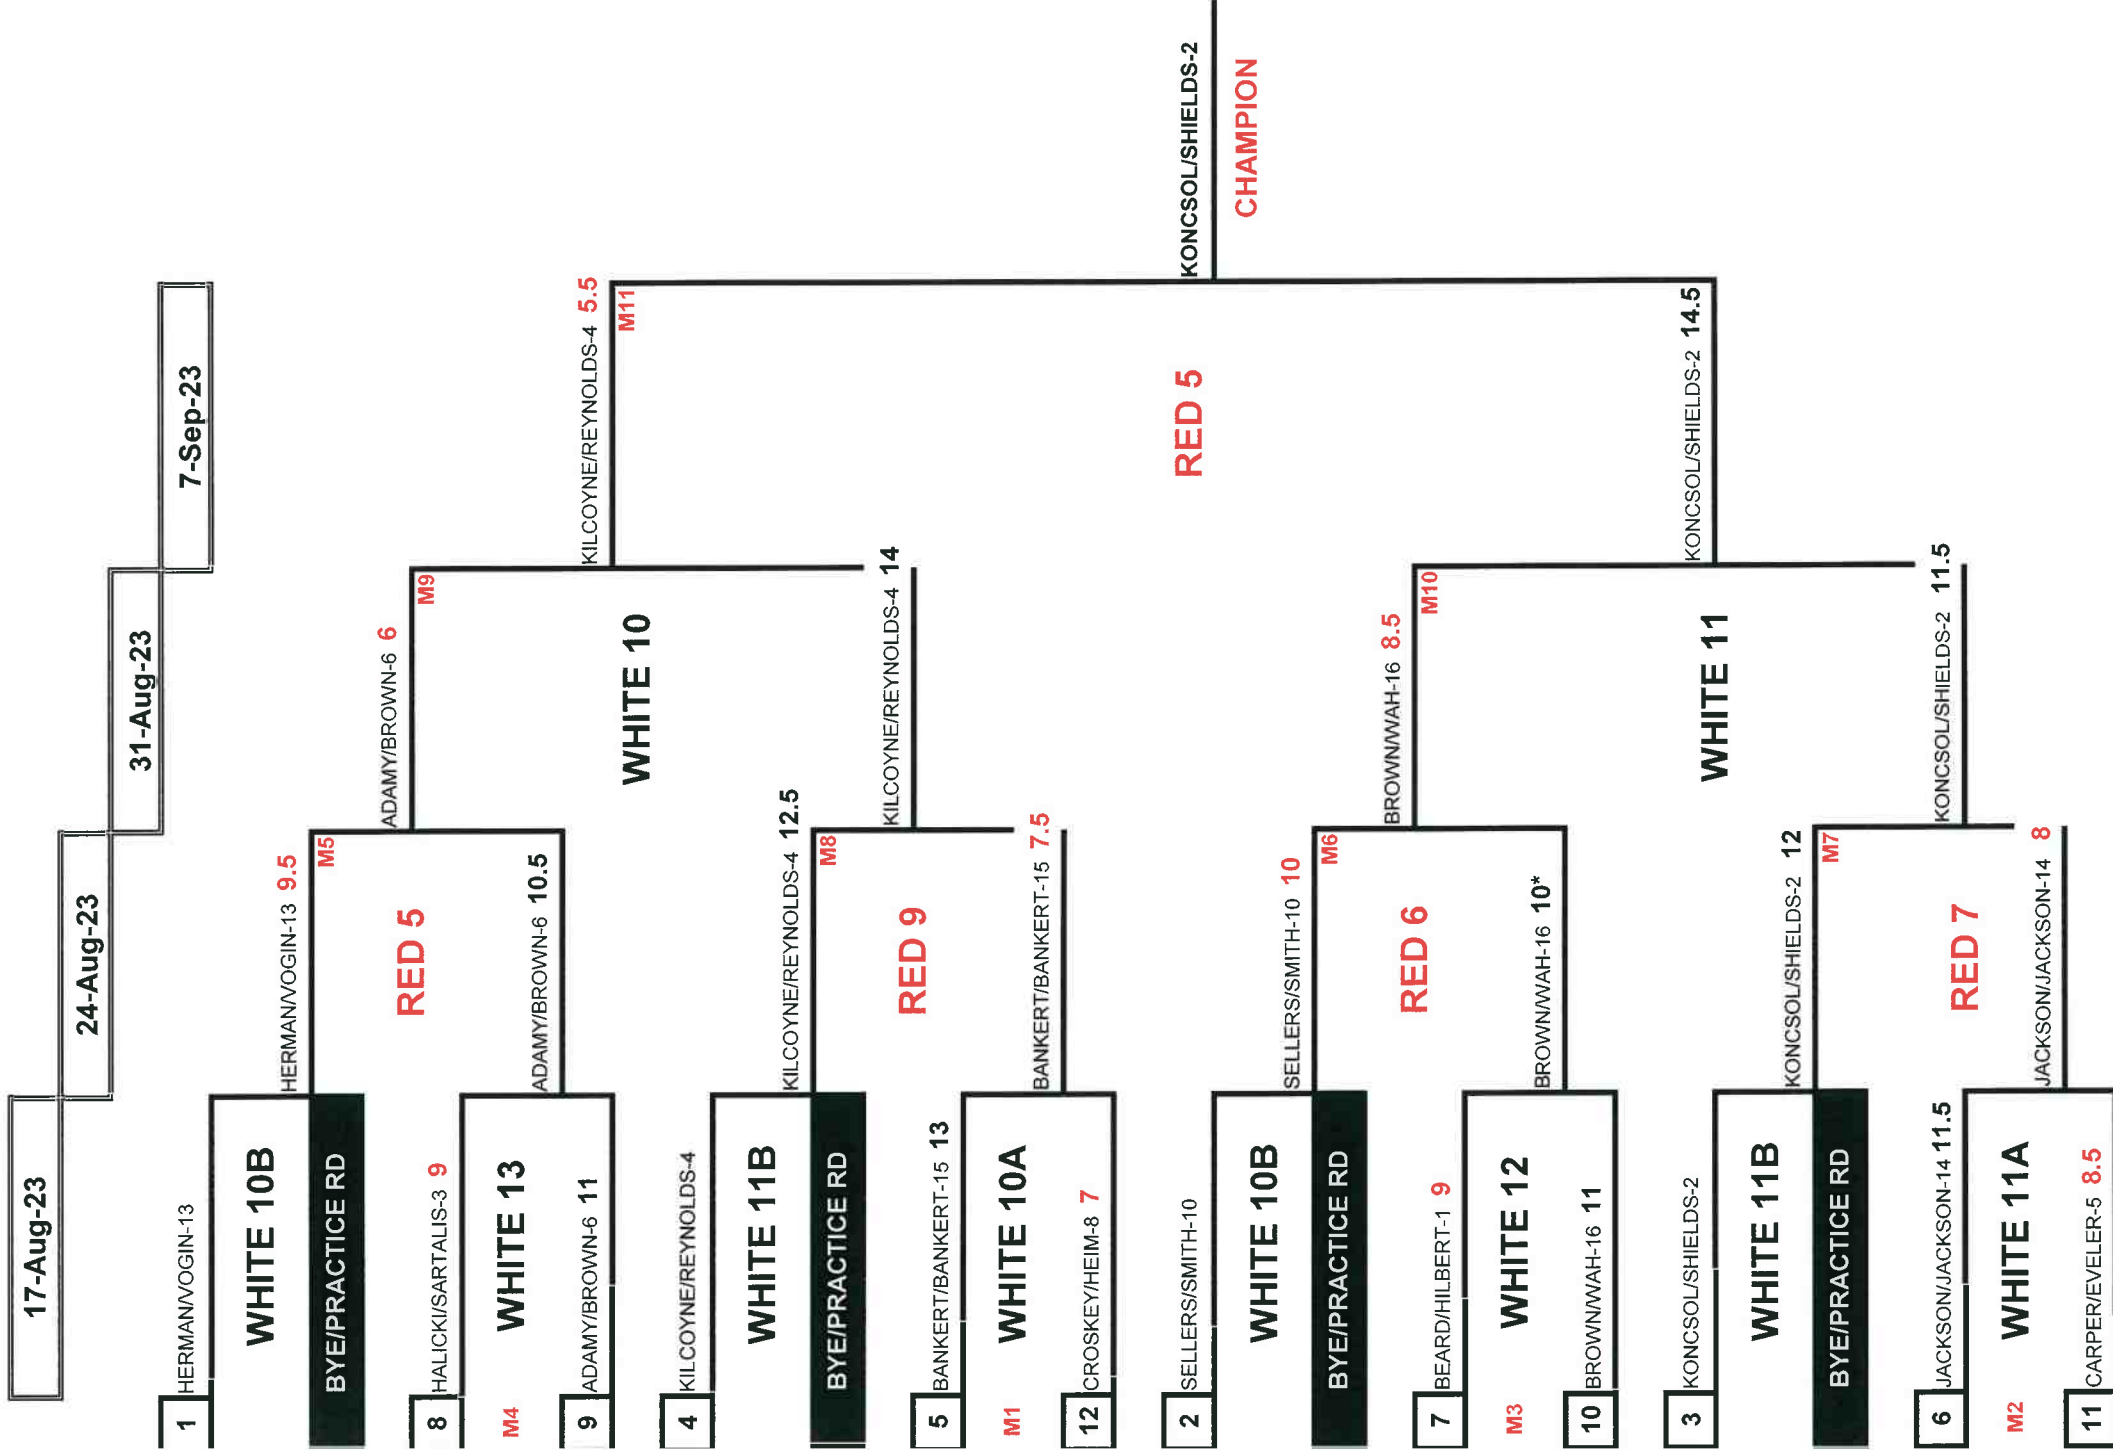 17-Aug-23
24-Aug-23
31-Aug-23
7-Sep-23
1
HERMAN/VOGIN-13
WHITE 10B
BYE/PRACTICE RD
HERMAN/VOGIN-13 9.5
M5
RED 5
8
HALICKI/SARTALIS-3 9
M4
WHITE 13
9
ADAMY/BROWN-6 11
ADAMY/BROWN-6 10.5
ADAMY/BROWN-6 6
M9
WHITE 10
4
KILCOYNE/REYNOLDS-4
WHITE 11B
BYE/PRACTICE RD
KILCOYNE/REYNOLDS-4 12.5
M8
RED 9
5
BANKERT/BANKERT-15 13
M1
WHITE 10A
12
CROSKEY/HEIM-8 7
BANKERT/BANKERT-15 7.5
KILCOYNE/REYNOLDS-4 14
KILCOYNE/REYNOLDS-4 5.5
M11
RED 5
KONCSOL/SHIELDS-2
CHAMPION
2
SELLERS/SMITH-10
WHITE 10B
BYE/PRACTICE RD
SELLERS/SMITH-10 10
M6
RED 6
7
BEARD/HILBERT-1 9
M3
WHITE 12
10
BROWN/WAH-16 11
BROWN/WAH-16 10*
BROWN/WAH-16 8.5
M10
WHITE 11
3
KONCSOL/SHIELDS-2
WHITE 11B
BYE/PRACTICE RD
KONCSOL/SHIELDS-2 12
M7
RED 7
6
JACKSON/JACKSON-14 11.5
M2
WHITE 11A
11
CARPER/EVELER-5 8.5
JACKSON/JACKSON-14 8
KONCSOL/SHIELDS-2 11.5
KONCSOL/SHIELDS-2 14.5